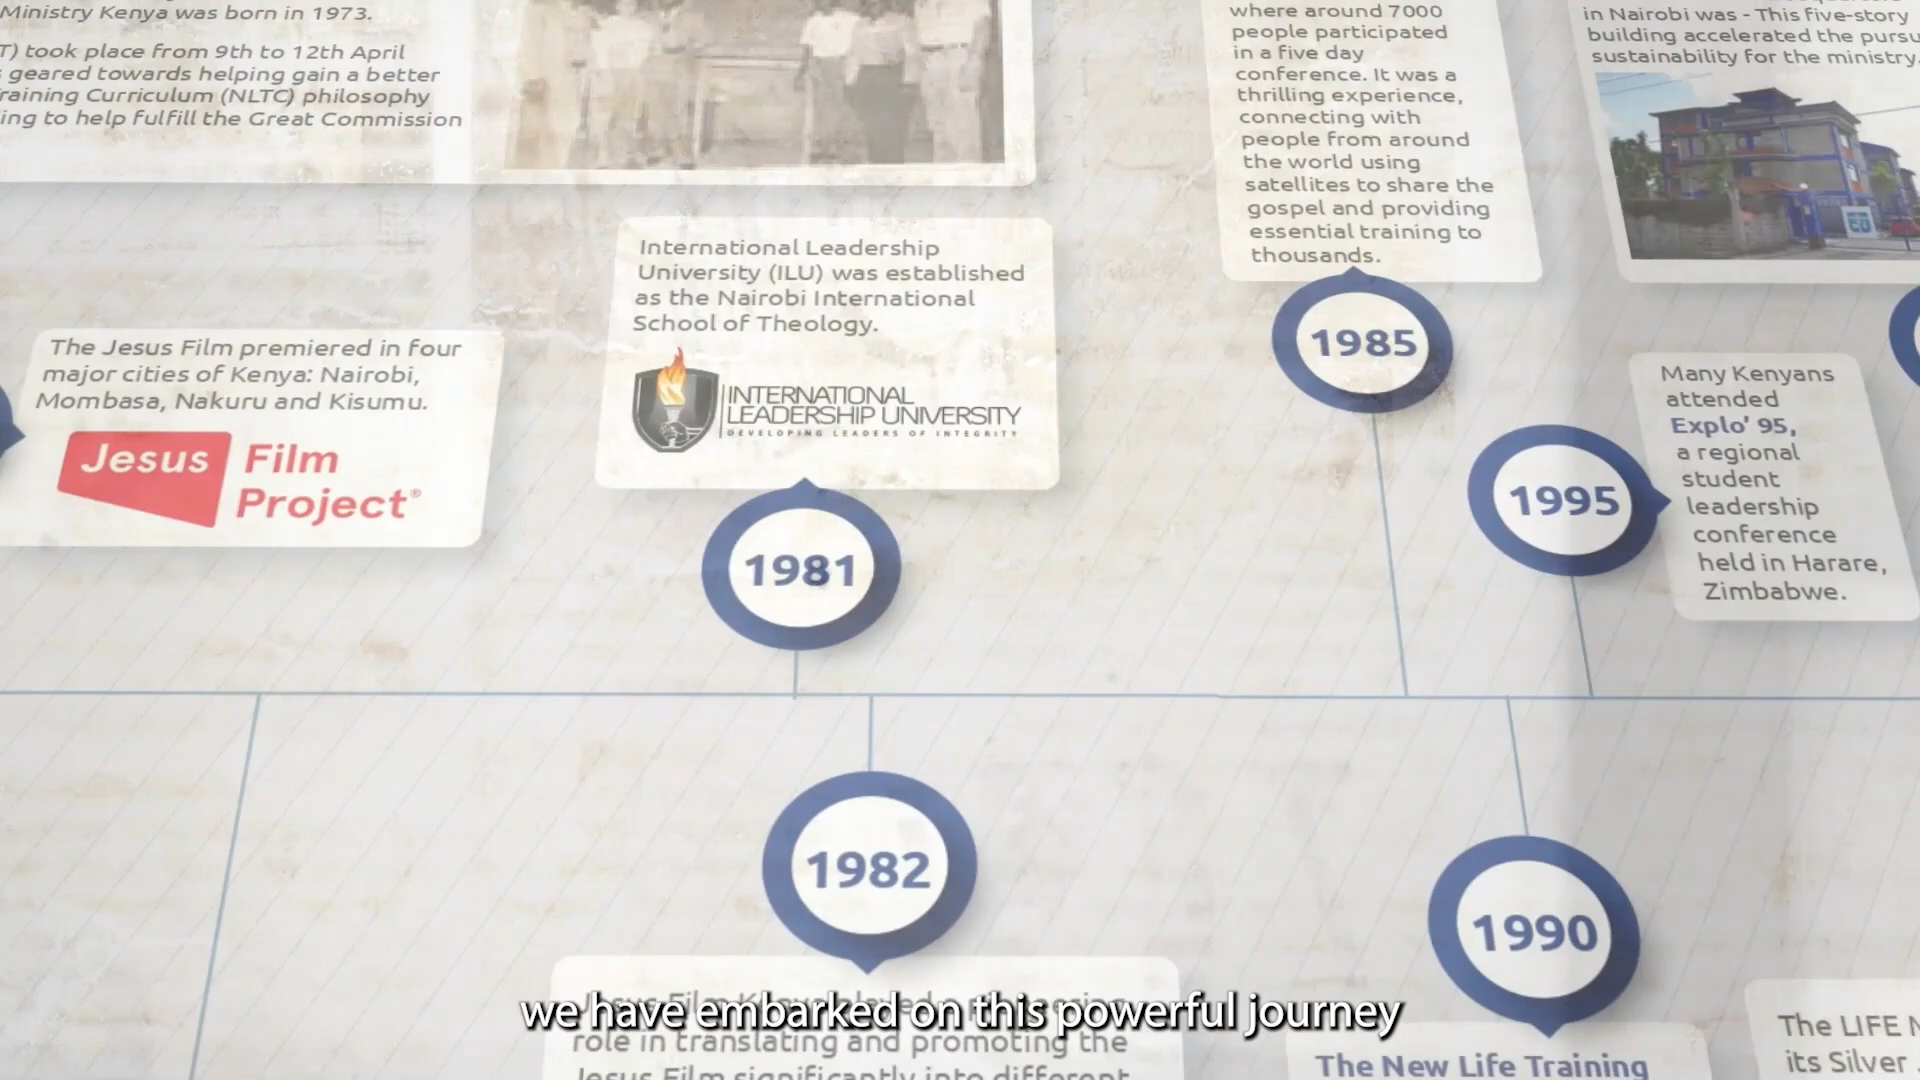 Ministry Kenya was born in 1973.
T) took place from 9th to 12th April
geared towards helping gain a better
raining Curriculum (NLTC) philosophy
ing to help fulfill the Great Commission
The Jesus Film premiered in four
major cities of Kenya: Nairobi,
Mombasa, Nakuru and Kisumu.
Jesus Film
Project®
International Leadership
University (ILU) was established
as the Nairobi International
School of Theology.
INTERNATIONAL
LEADERSHIP UNIVERSITY
DEVELOPING LEADERS OF INTEGRITY
1981
where around 7000
people participated
in a five day
conference. It was a
thrilling experience,
connecting with
people from around
the world using
satellites to share the
gospel and providing
essential training to
thousands.
1985
in Nairobi was - This five-story
building accelerated the pursu
sustainability for the ministry.
1995
Many Kenyans
attended
Explo' 95,
a regional
student
leadership
conference
held in Harare,
Zimbabwe.
1982
Jesus Film
role in translating and promoting the
Jesus Film significantly into different
1990
The New Life Training
The LIFE
its Silver
we have embarked on this powerful journey